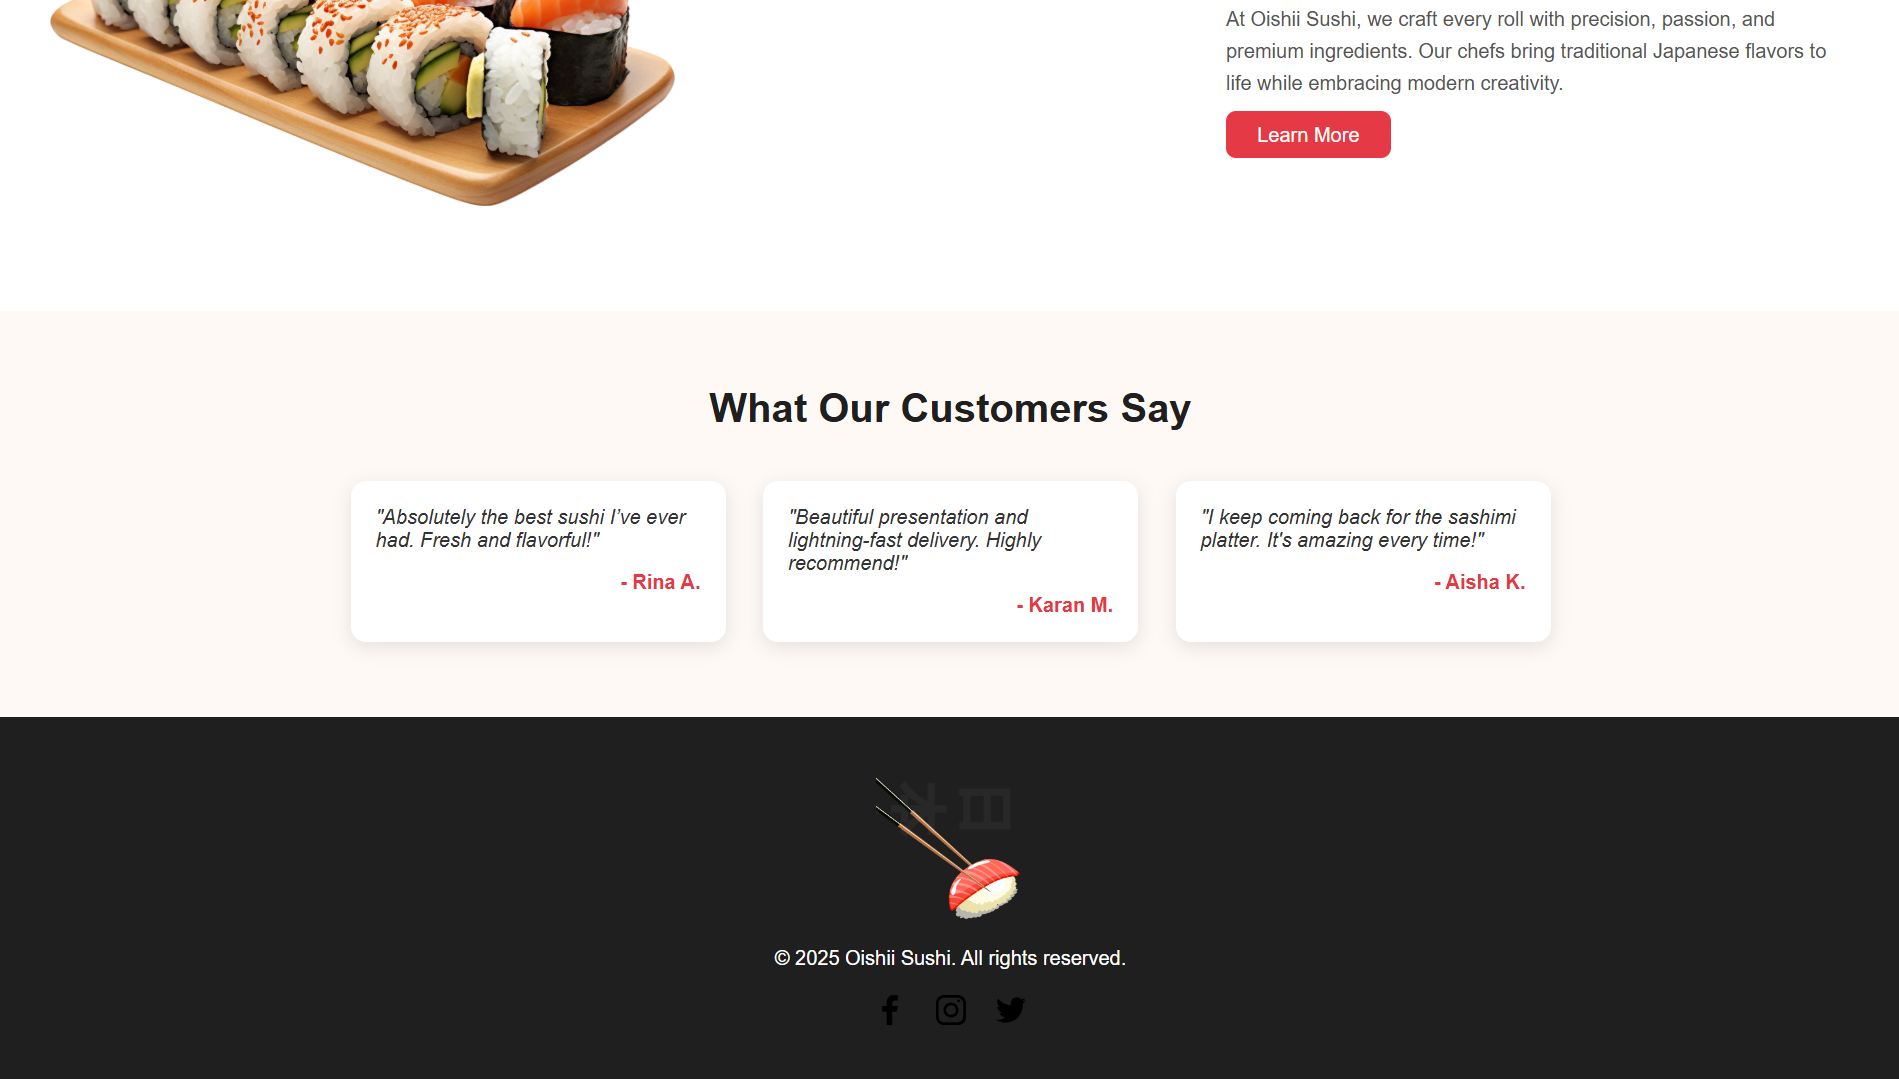 At Oishii Sushi, we craft every roll with precision, passion, and
premium ingredients. Our chefs bring traditional Japanese flavors to
life while embracing modern creativity.
Learn More
What Our Customers Say
"Absolutely the best sushi I’ve ever
had. Fresh and flavorful!"
- Rina A.
"Beautiful presentation and
lightning-fast delivery. Highly
recommend!"
- Karan M.
"I keep coming back for the sashimi
platter. It's amazing every time!"
- Aisha K.
日本
© 2025 Oishii Sushi. All rights reserved.